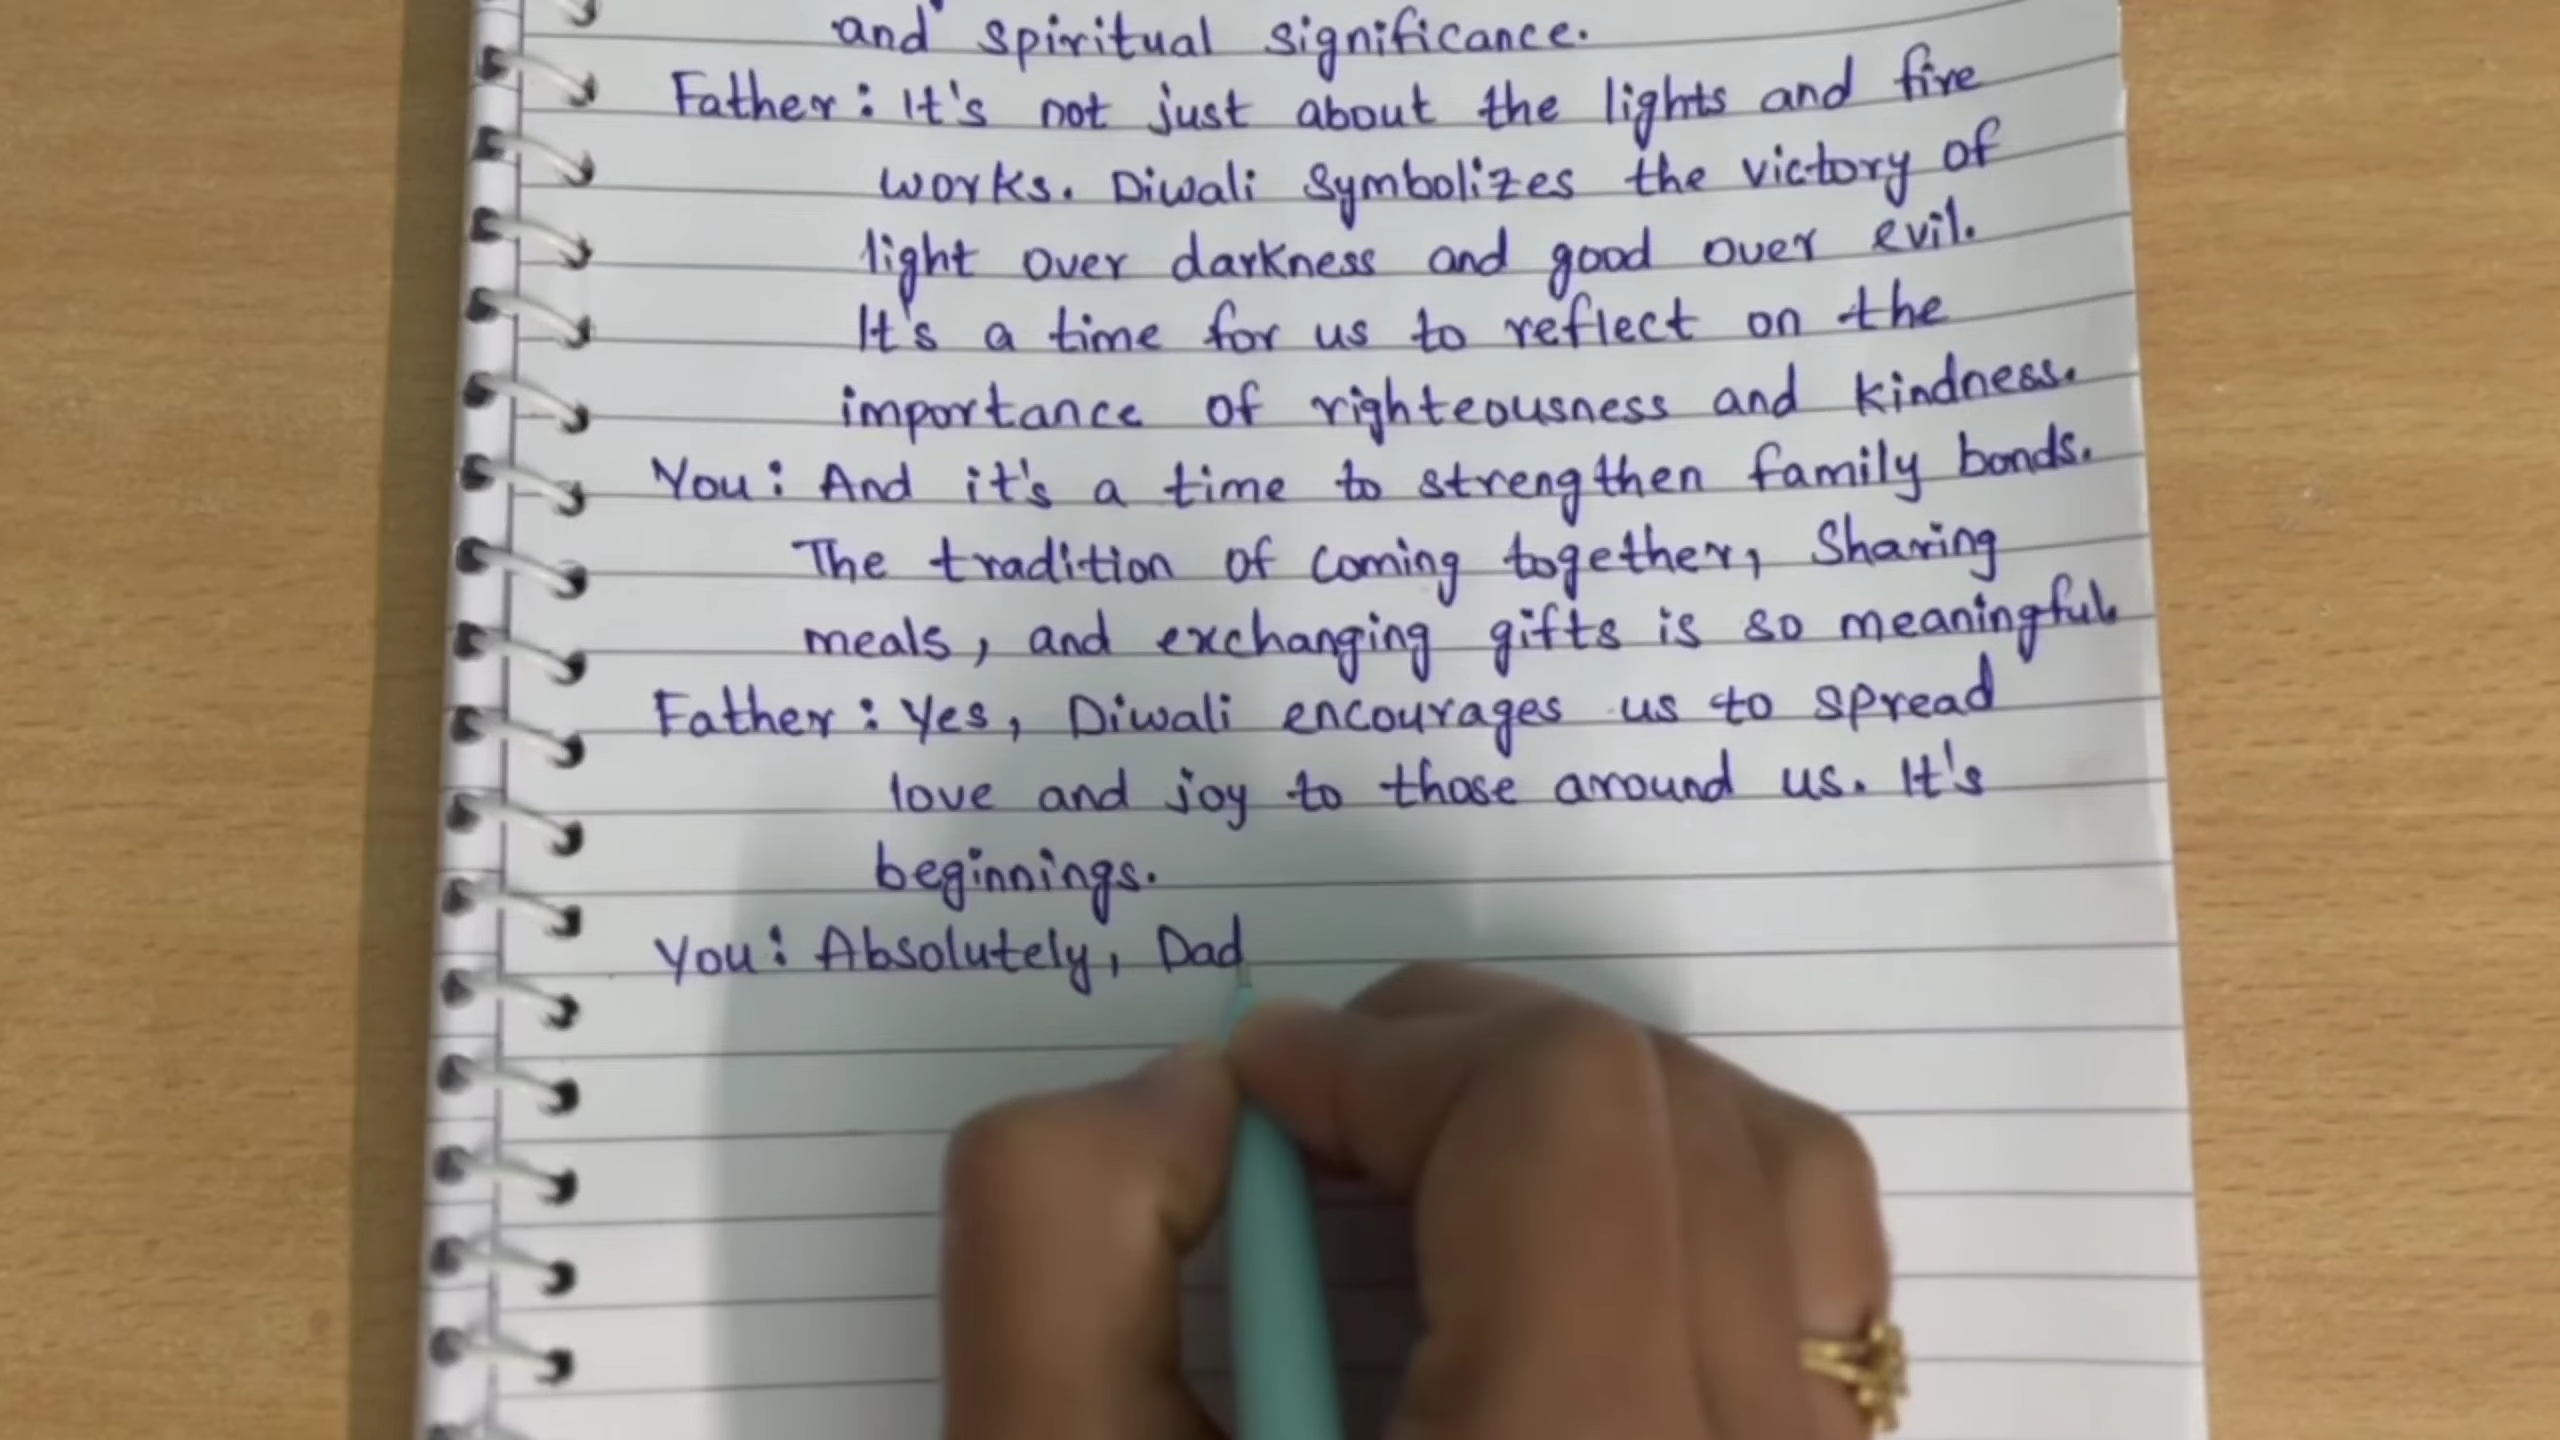 and spiritual significance.
Father: It's not just about the lights and fire
works. Diwali Symbolizes the victory of
light over darkness and good over evil.
It's a time for us to reflect on the
importance of righteousness and kindness.
You: And it's a time to strengthen family bonds.
The tradition of coming together, Sharing
meals, and exchanging gifts is so meaningful.
Father: Yes, Diwali encourages us to spread
love and joy to those around us. It's
beginnings.
You: Absolutely, Dad